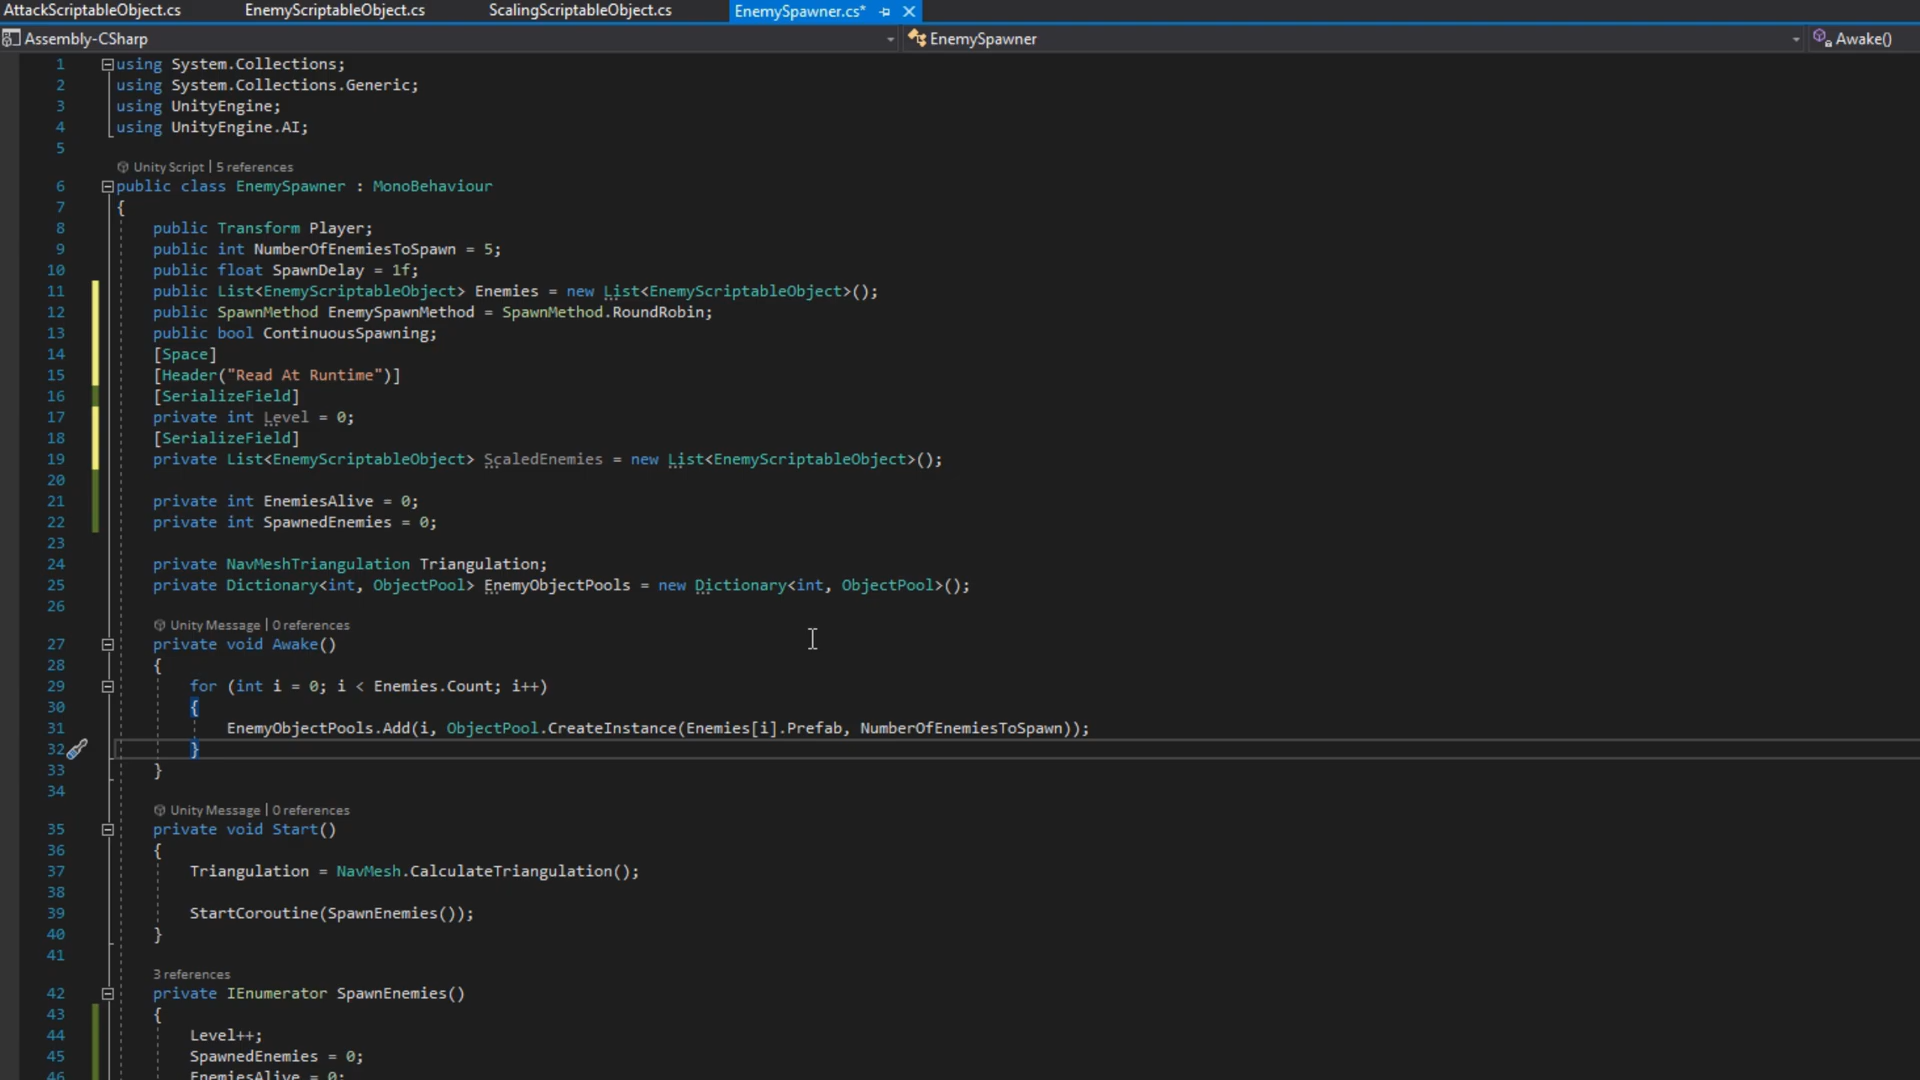 AttackScriptableObject.cs EnemyScriptableObject.cs ScalingScriptableObject.cs EnemySpawner.cs*
Assembly-CSharp EnemySpawner Awake()
1 using System.Collections;
2 using System.Collections.Generic;
3 using UnityEngine;
4 using UnityEngine.AI;
5
Unity Script | 5 references
6 public class EnemySpawner : MonoBehaviour
7 {
8 public Transform Player;
9 public int NumberOfEnemiesToSpawn = 5;
10 public float SpawnDelay = 1f;
11 public List<EnemyScriptableObject> Enemies = new List<EnemyScriptableObject>();
12 public SpawnMethod EnemySpawnMethod = SpawnMethod.RoundRobin;
13 public bool ContinuousSpawning;
14 [Space]
15 [Header("Read At Runtime")]
16 [SerializeField]
17 private int Level = 0;
18 [SerializeField]
19 private List<EnemyScriptableObject> ScaledEnemies = new List<EnemyScriptableObject>();
20
21 private int EnemiesAlive = 0;
22 private int SpawnedEnemies = 0;
23
24 private NavMeshTriangulation Triangulation;
25 private Dictionary<int, ObjectPool> EnemyObjectPools = new Dictionary<int, ObjectPool>();
26
Unity Message | 0 references
27 private void Awake()
28 {
29 for (int i = 0; i < Enemies.Count; i++)
30 {
31 EnemyObjectPools.Add(i, ObjectPool.CreateInstance(Enemies[i].Prefab, NumberOfEnemiesToSpawn));
32 }
33 }
34
Unity Message | 0 references
35 private void Start()
36 {
37 Triangulation = NavMesh.CalculateTriangulation();
38
39 StartCoroutine(SpawnEnemies());
40 }
41
3 references
42 private IEnumerator SpawnEnemies()
43 {
44 Level++;
45 SpawnedEnemies = 0;
46 EnemiesAlive = 0;